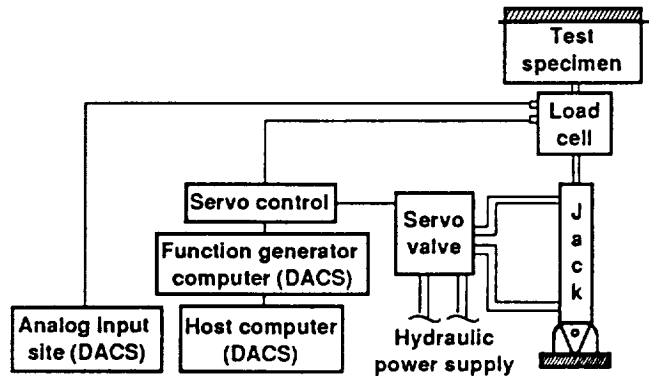 Test
specimen
Load
cell
Servo control
Servo
valve
Jack
Function generator
computer (DACS)
Analog Input
site (DACS)
Host computer
(DACS)
Hydraulic
power supply